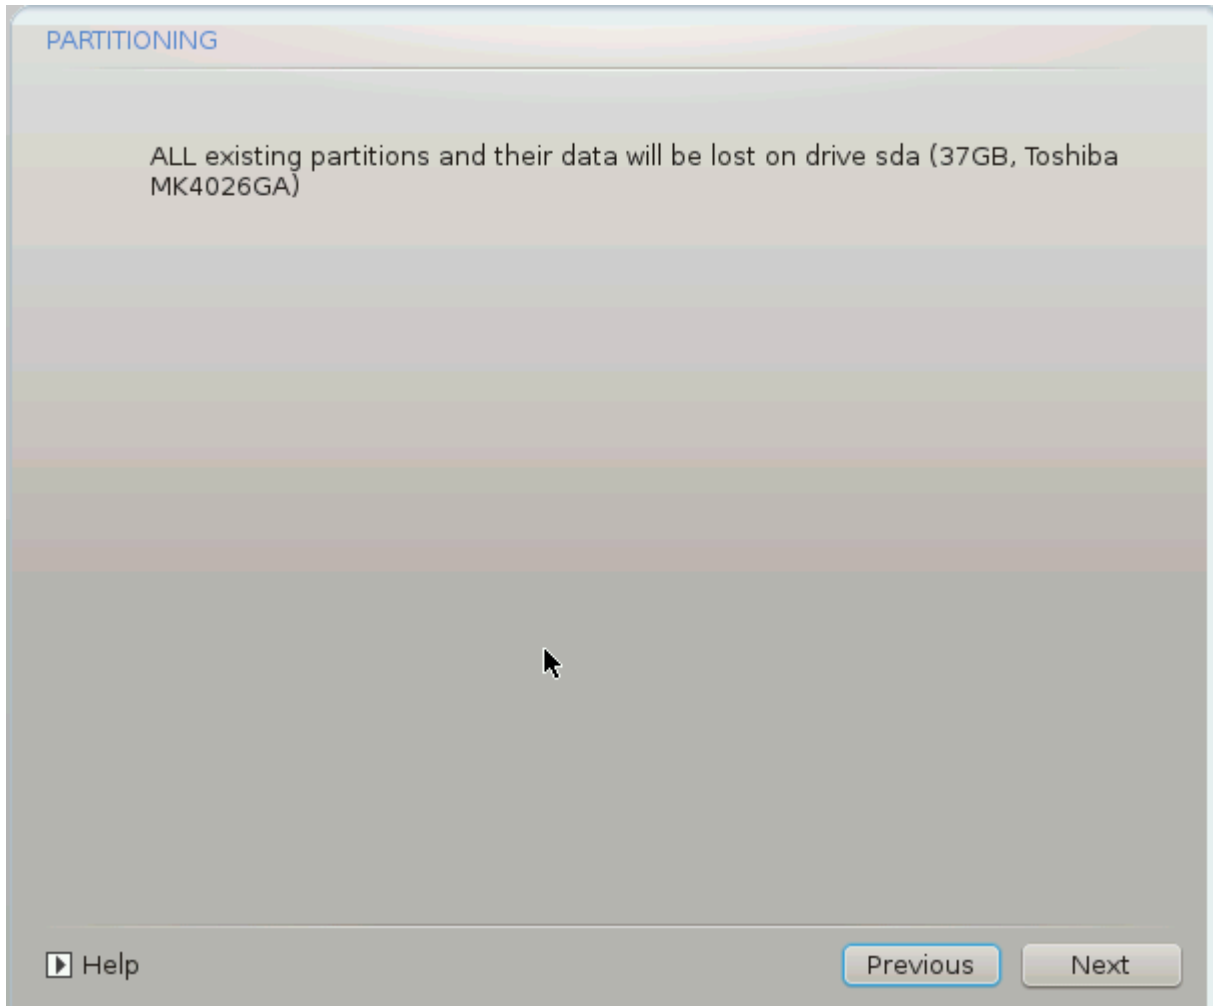 PARTITIONING
ALL existing partitions and their data will be lost on drive sda (37GB, Toshiba
MK4026GA)
Help
Previous
Next